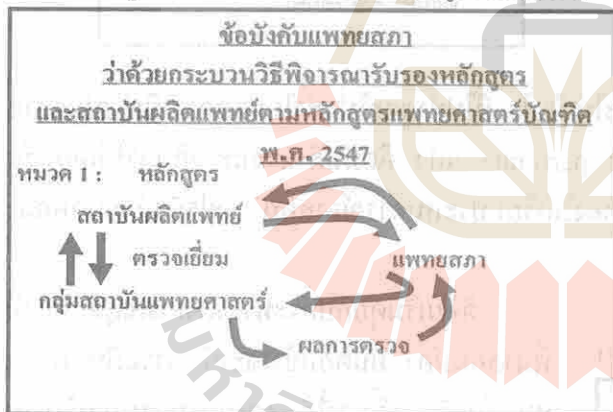 ข้อบังคับแพทยสภา
ว่าด้วยกระบวนวิธีพิจารณารับรองหลักสูตร
และสถาบันผลิตแพทย์ตามหลักสูตรแพทยศาสตร์บัณฑิต
พ.ศ. 2547
หมวด 1 : หลักสูตร
สถาบันผลิตแพทย์
ตรวจเยี่ยม แพทยสภา
กลุ่มสถาบันแพทยศาสตร์
ผลการตรวจ